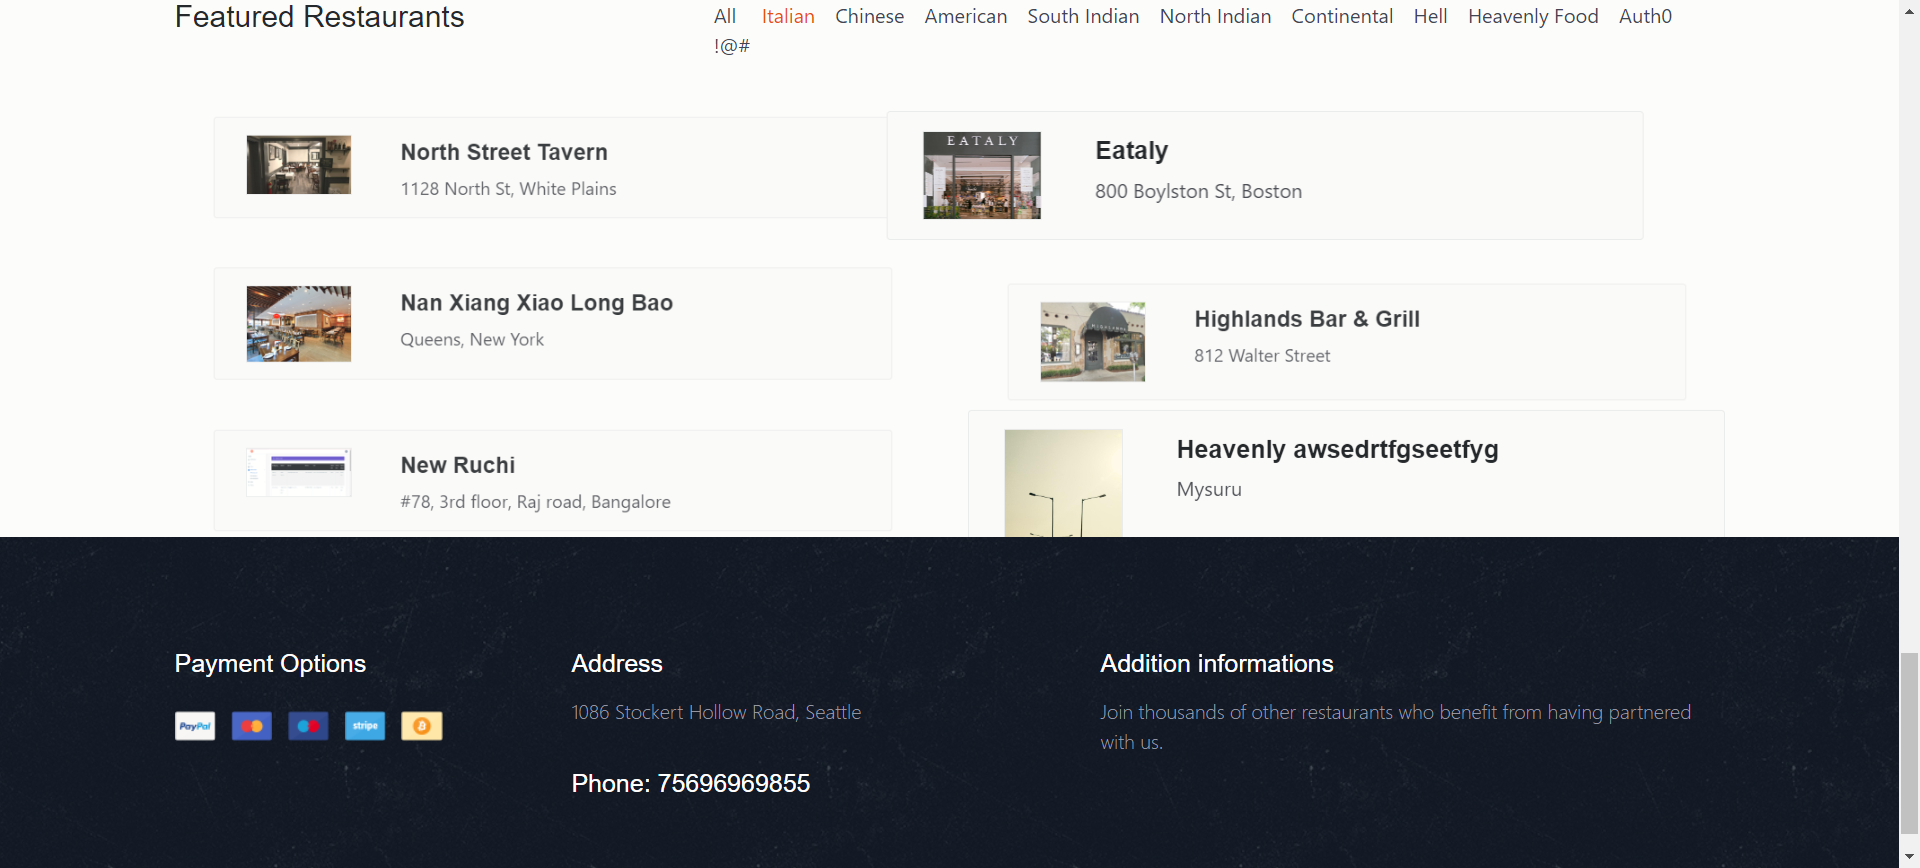 Featured Restaurants
All Italian Chinese American South Indian North Indian Continental Hell Heavenly Food Auth0
!@#
North Street Tavern
1128 North St, White Plains
EATALY
Eataly
800 Boylston St, Boston
Nan Xiang Xiao Long Bao
Queens, New York
HIGHLANDS
Highlands Bar & Grill
812 Walter Street
New Ruchi
#78, 3rd floor, Raj road, Bangalore
Heavenly awsedrtfgseetfyg
Mysuru
Payment Options
PayPal
stripe
Address
1086 Stockert Hollow Road, Seattle
Phone: 75696969855
Addition informations
Join thousands of other restaurants who benefit from having partnered
with us.